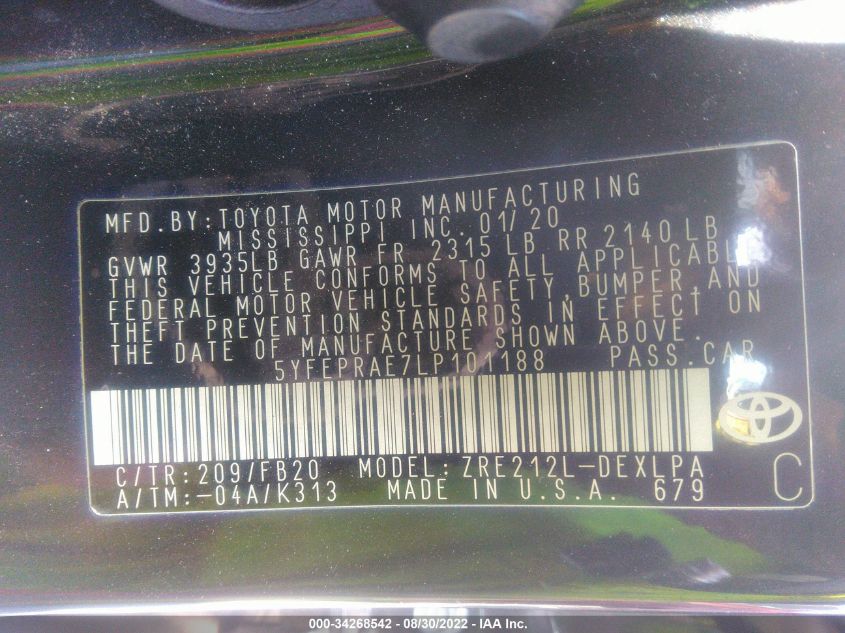 MFD.BY:TOYOTA MOTOR MANUFACTURING
MISSISSIPPI INC. 01/20
GVWR 3935LB GAWR FR 2315 LB RR 2140 LB
THIS VEHICLE CONFORMS TO ALL APPLICABLE
FEDERAL MOTOR VEHICLE SAFETY,BUMPER,AND
THEFT PREVENTION STANDARDS IN EFFECT ON
THE DATE OF MANUFACTURE SHOWN ABOVE.
5YFEPRAE7LP101188 PASS.CAR
C/TR:209/FB20 MODEL:ZRE212L-DEXLPA
A/TM:-04A/K313 MADE IN U.S.A. 679 C
000-34268542 - 08/30/2022 - IAA Inc.